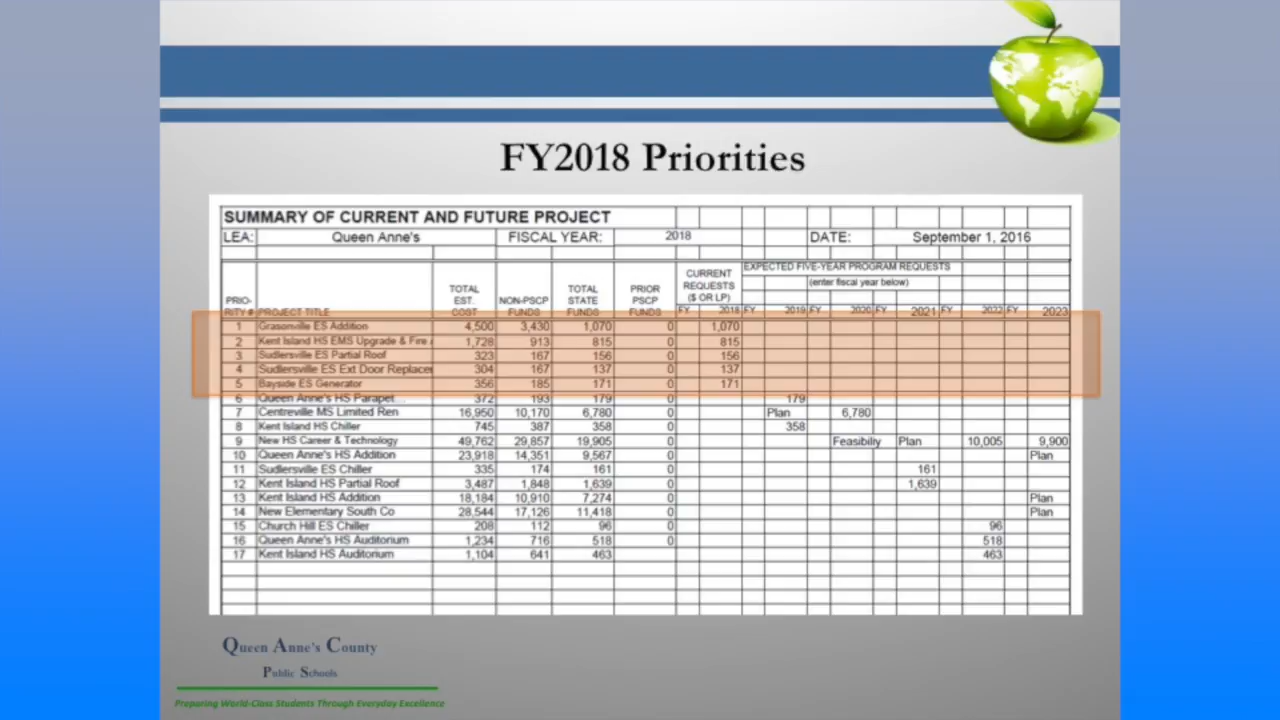 FY2018 Priorities
SUMMARY OF CURRENT AND FUTURE PROJECT
LEA: Queen Anne's FISCAL YEAR: 2018 DATE: September 1, 2016
EXPECTED FIVE-YEAR PROGRAM REQUESTS
(enter fiscal year below)
PRIO-RITY # PROJECT TITLE TOTAL EST. COST NON-PSCP FUNDS TOTAL STATE FUNDS PRIOR PSCP FUNDS CURRENT REQUESTS ($ OR LP) FY 2018 FY 2019 FY 2020 FY 2021 FY 2022 FY 2023
1 Grasonville ES Addition 4,500 3,430 1,070 0 1,070
2 Kent Island HS EMS Upgrade & Fire 1,728 913 815 0 815
3 Sudlersville ES Partial Roof 323 167 156 0 156
4 Sudlersville ES Ext Door Replacer 304 167 137 0 137
5 Bayside ES Generator 356 185 171 0 171
6 Queen Anne's HS Parapet... 372 193 179 0 179
7 Centreville MS Limited Ren 16,950 10,170 6,780 0 Plan 6,780
8 Kent Island HS Chiller 745 387 358 0 358
9 New HS Career & Technology 49,762 29,857 19,905 0 Feasibiliy Plan 10,005 9,900
10 Queen Anne's HS Addition 23,918 14,351 9,567 0 Plan
11 Sudlersville ES Chiller 335 174 161 0 161
12 Kent Island HS Partial Roof 3,487 1,848 1,639 0 1,639
13 Kent Island HS Addition 18,184 10,910 7,274 0 Plan
14 New Elementary South Co 28,544 17,126 11,418 0 Plan
15 Church Hill ES Chiller 208 112 96 0 96
16 Queen Anne's HS Auditorium 1,234 716 518 0 518
17 Kent Island HS Auditorium 1,104 641 463 463
Queen Anne's County
Public Schools
Preparing World-Class Students Through Everyday Excellence